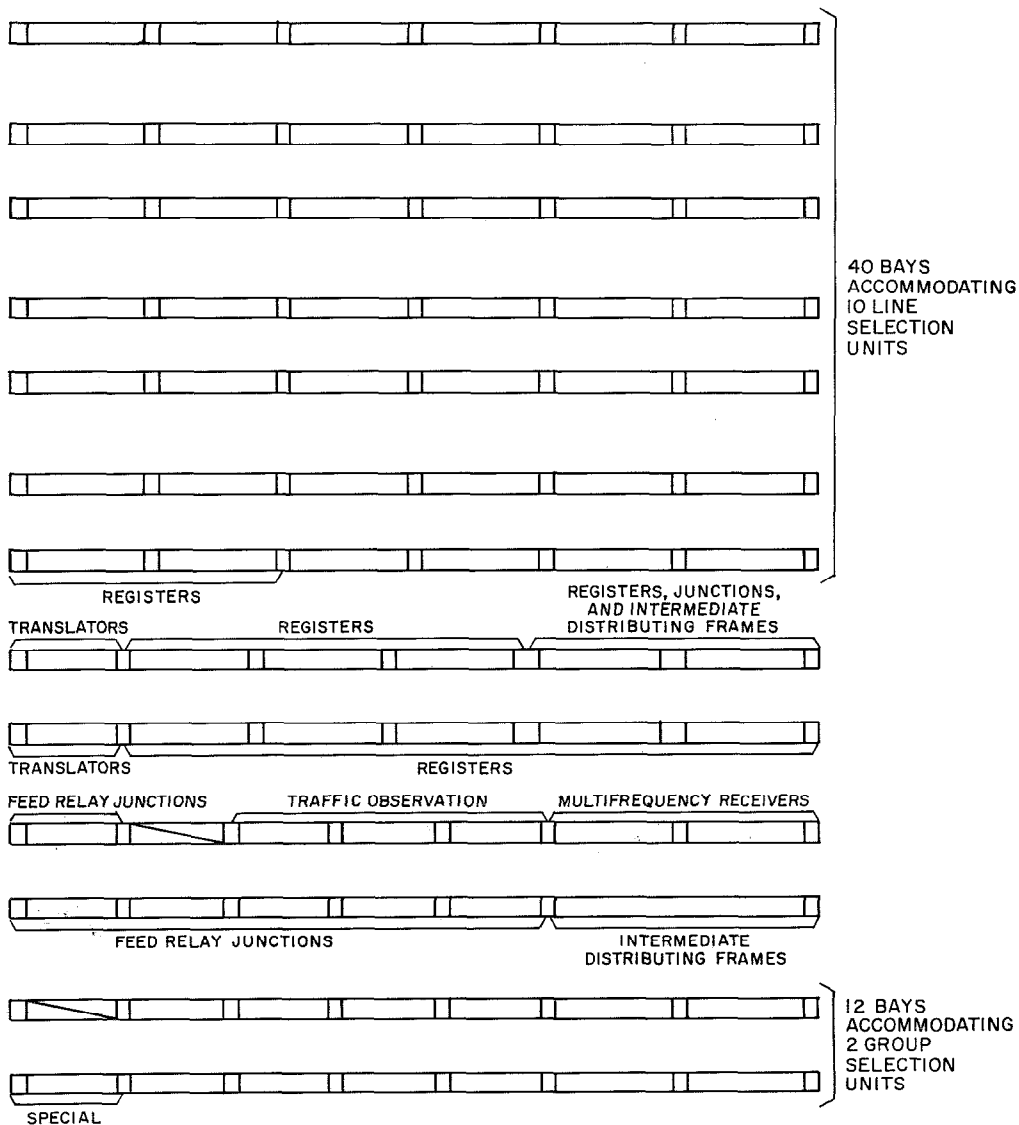 40 BAYS
ACCOMMODATING
10 LINE
SELECTION
UNITS
REGISTERS
REGISTERS, JUNCTIONS,
AND INTERMEDIATE
DISTRIBUTING FRAMES
TRANSLATORS
REGISTERS
TRANSLATORS
REGISTERS
FEED RELAY JUNCTIONS
TRAFFIC OBSERVATION
MULTIFREQUENCY RECEIVERS
FEED RELAY JUNCTIONS
INTERMEDIATE
DISTRIBUTING FRAMES
12 BAYS
ACCOMMODATING
2 GROUP
SELECTION
UNITS
SPECIAL